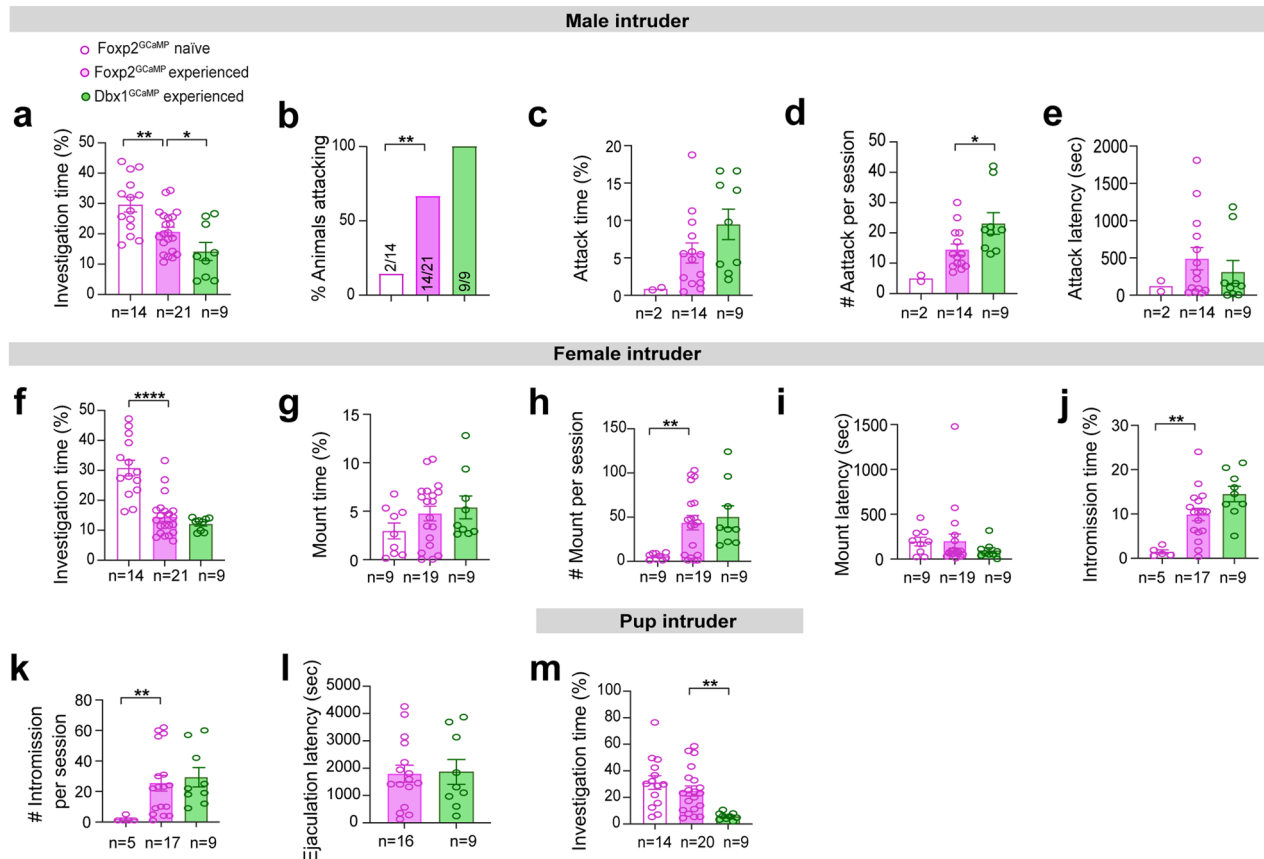 Male intruder
Foxp2GCaMP naïve
Foxp2GCaMP experienced
Dbx1GCaMP experienced
a
Investigation time (%)
50
40
30
20
10
0
** *
n=14 n=21 n=9
b
% Animals attacking
100
50
0
**
2/14
14/21
9/9
c
Attack time (%)
20
15
10
5
0
n=2 n=14 n=9
d
# Aattack per session
50
40
30
20
10
0
*
n=2 n=14 n=9
e
Attack latency (sec)
2000
1500
1000
500
0
n=2 n=14 n=9
Female intruder
f
Investigation time (%)
50
40
30
20
10
0
****
n=14 n=21 n=9
g
Mount time (%)
15
10
5
0
n=9 n=19 n=9
h
# Mount per session
150
100
50
0
**
n=9 n=19 n=9
i
Mount latency (sec)
1500
1000
500
0
n=9 n=19 n=9
j
Intromission time (%)
30
20
10
0
**
n=5 n=17 n=9
k
# Intromission
per session
80
60
40
20
0
**
n=5 n=17 n=9
l
Ejaculation latency (sec)
5000
4000
3000
2000
1000
0
n=16 n=9
Pup intruder
m
Investigation time (%)
100
80
60
40
20
0
**
n=14 n=20 n=9